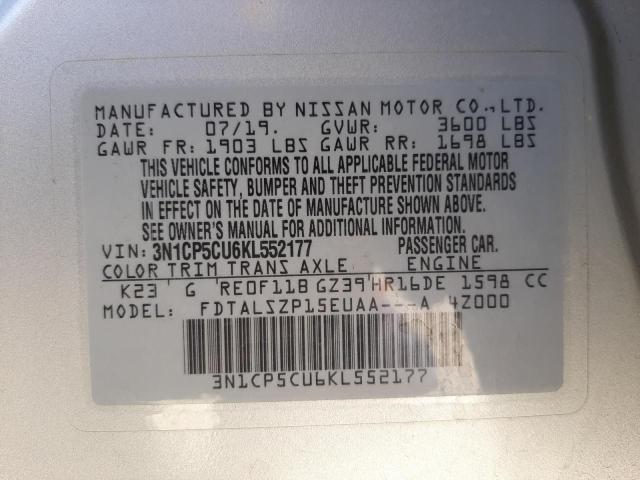 MANUFACTURED BY NISSAN MOTOR CO.,LTD.
DATE: 07/19. GVWR: 3600 LBS
GAWR FR: 1903 LBS GAWR RR: 1698 LBS
THIS VEHICLE CONFORMS TO ALL APPLICABLE FEDERAL MOTOR
VEHICLE SAFETY, BUMPER AND THEFT PREVENTION STANDARDS
IN EFFECT ON THE DATE OF MANUFACTURE SHOWN ABOVE.
SEE OWNER'S MANUAL FOR ADDITIONAL INFORMATION.
VIN: 3N1CP5CU6KL552177 PASSENGER CAR.
COLOR TRIM TRANS AXLE ENGINE
K23 G RE0F11B GZ39 HR16DE 1598 CC
MODEL: FDTALSZP15EUAA---A 4Z000
3N1CP5CU6KL552177